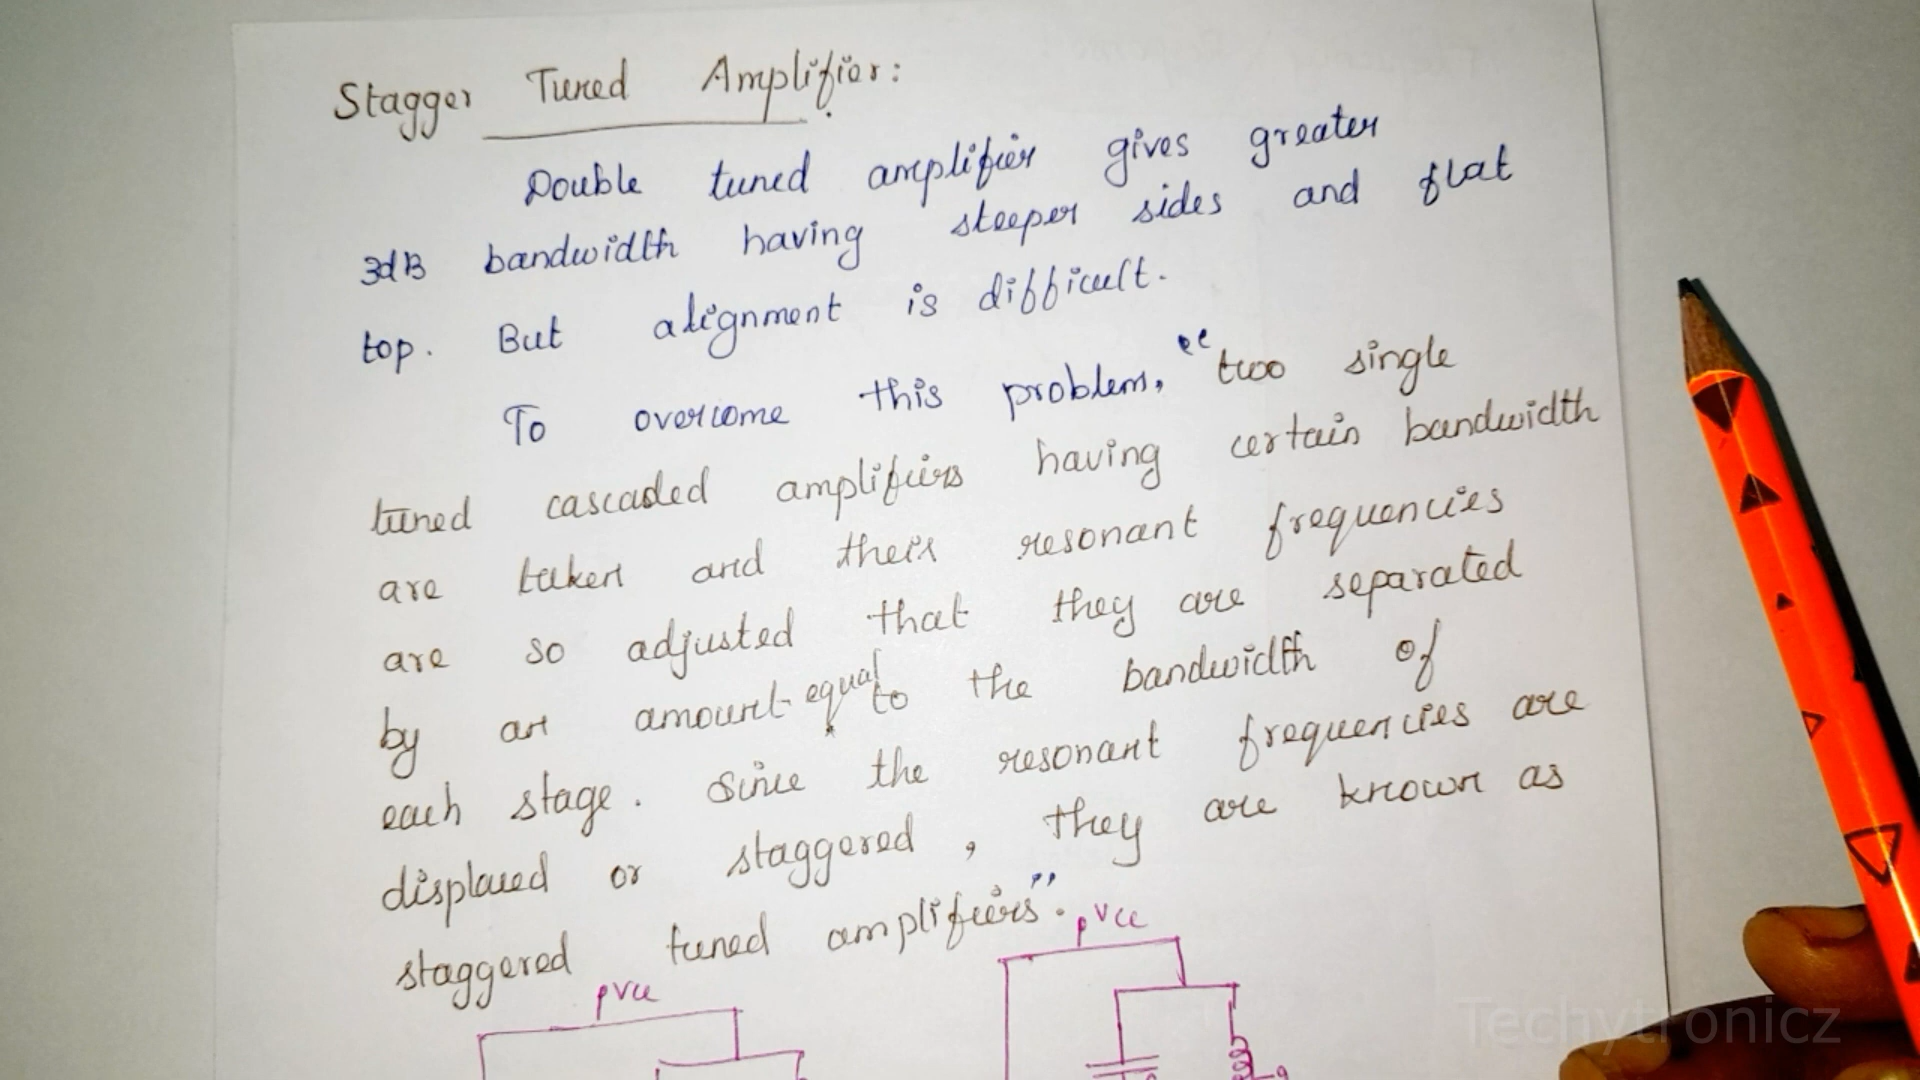 Stagger Tuned Amplifier:
Double tuned amplifier gives greater
3dB bandwidth having steeper sides and flat
top. But alignment is difficult.
To overcome this problem, "two single
tuned cascaded amplifiers having certain bandwidth
are taken and their resonant frequencies
are so adjusted that they are separated
by an amount equal to the bandwidth of
each stage. Since the resonant frequencies are
displaced or staggered, they are known as
staggered tuned amplifiers".
Vcc
Vcc
Techytronicz